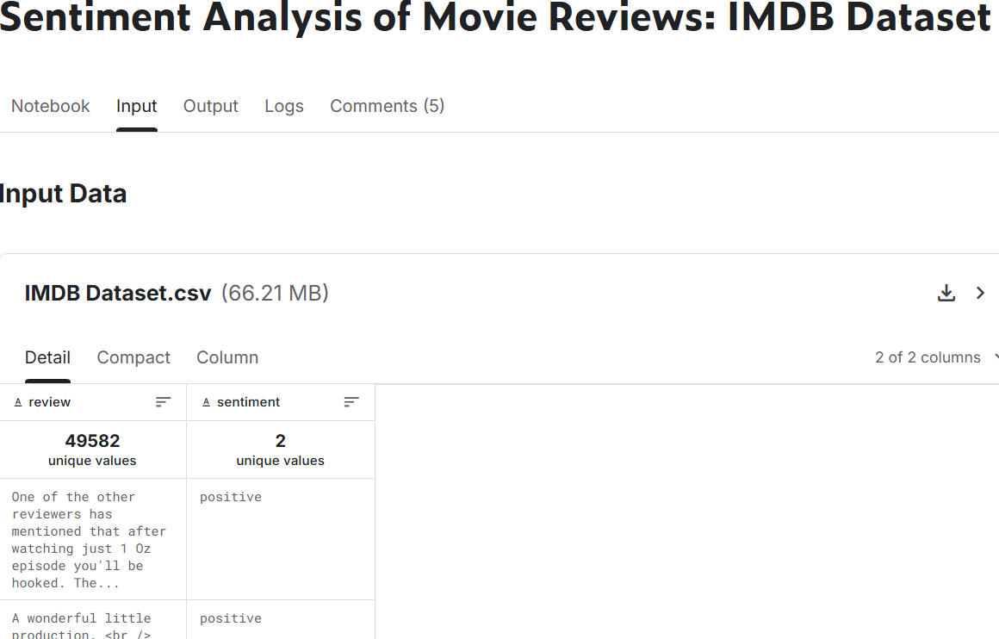 Sentiment Analysis of Movie Reviews: IMDB Dataset
Notebook Input Output Logs Comments (5)
Input Data
IMDB Dataset.csv (66.21 MB)
Detail Compact Column 2 of 2 columns
review sentiment
49582 2
unique values unique values
One of the other positive
reviewers has
mentioned that after
watching just 1 Oz
episode you'll be
hooked. The...
A wonderful little positive
production. <br />